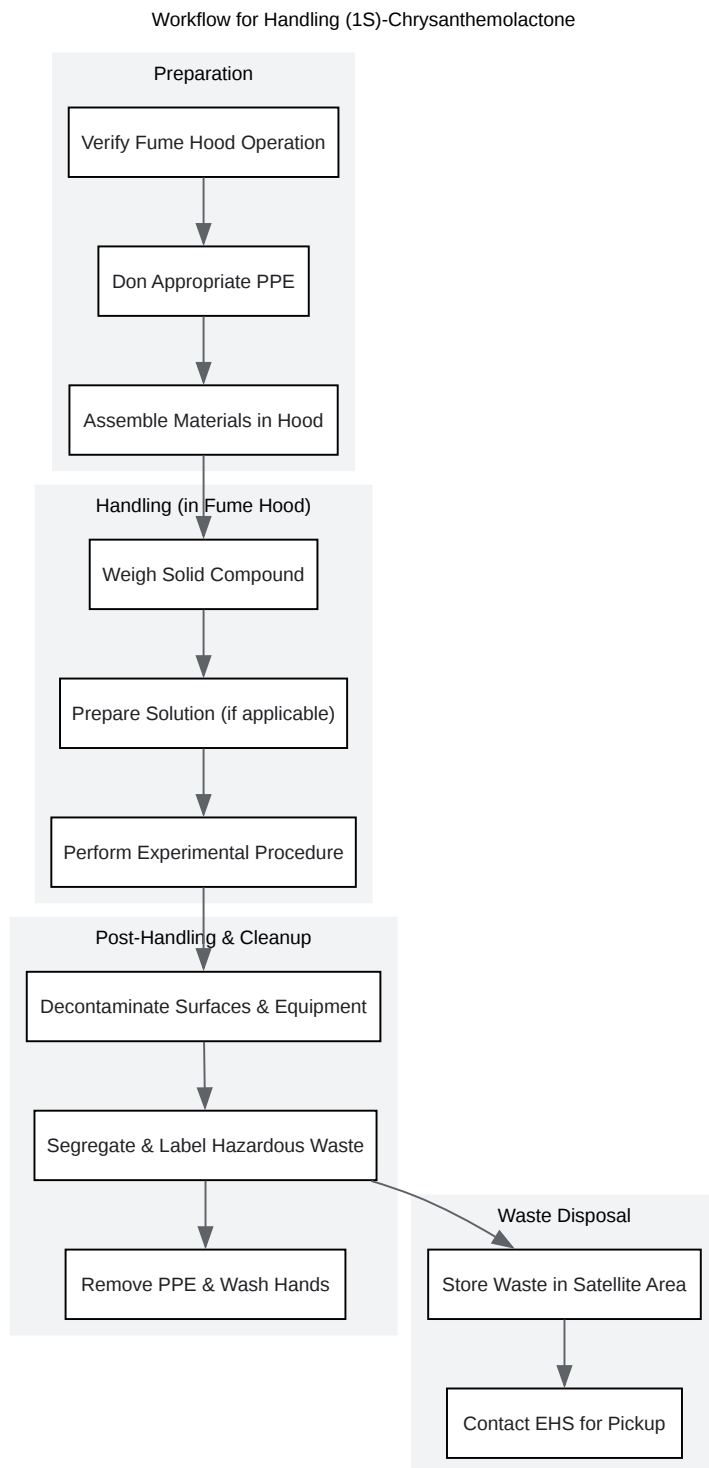 Workflow for Handling (1S)-Chrysanthemolactone
Preparation
Verify Fume Hood Operation
Don Appropriate PPE
Assemble Materials in Hood
Handling (in Fume Hood)
Weigh Solid Compound
Prepare Solution (if applicable)
Perform Experimental Procedure
Post-Handling & Cleanup
Decontaminate Surfaces & Equipment
Segregate & Label Hazardous Waste
Remove PPE & Wash Hands
Waste Disposal
Store Waste in Satellite Area
Contact EHS for Pickup